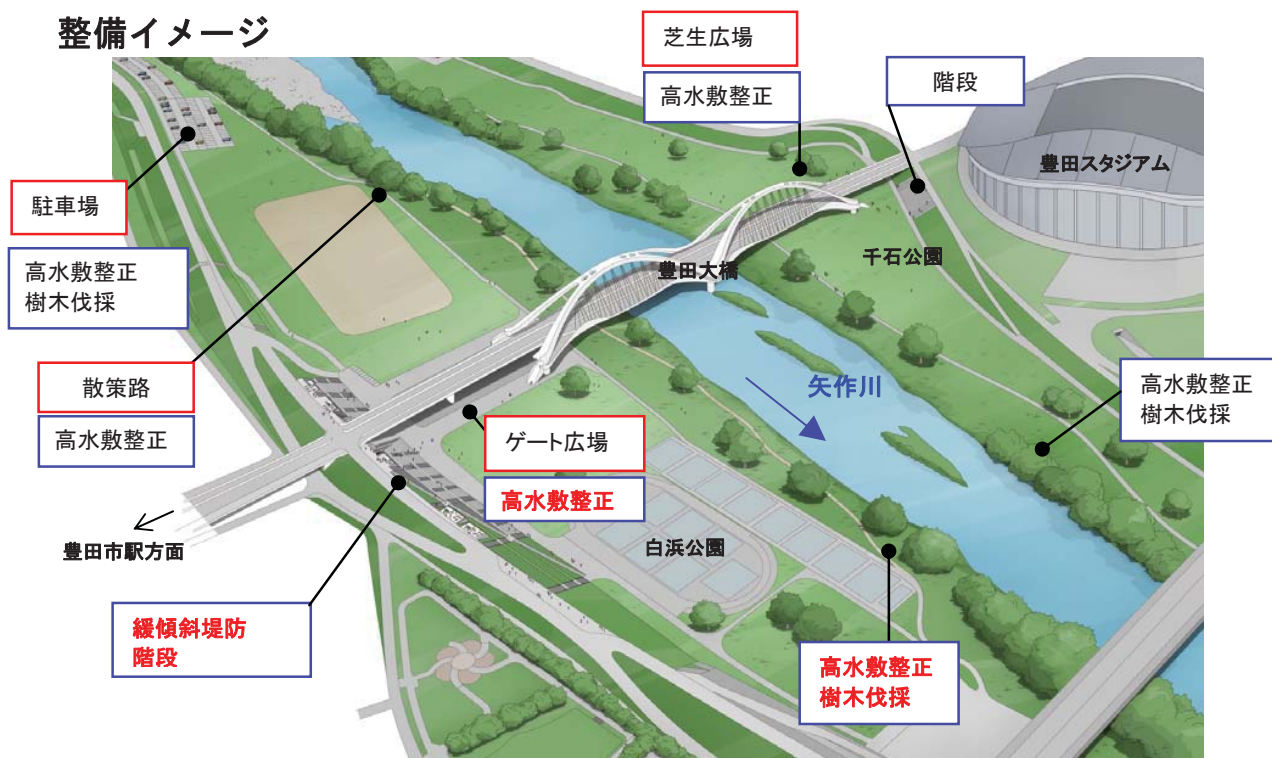 整備イメージ
芝生広場
高水敷整正
階段
豊田スタジアム
駐車場
高水敷整正
樹木伐採
千石公園
豊田大橋
散策路
高水敷整正
矢作川
高水敷整正
樹木伐採
ゲート広場
高水敷整正
豊田市駅方面
白浜公園
緩傾斜堤防
階段
高水敷整正
樹木伐採